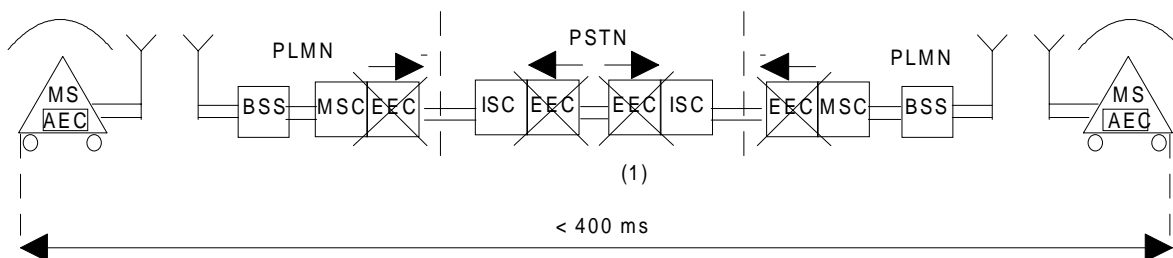 PLMN PSTN PLMN
MS AEC BSS MSC EEC ISC EEC EEC ISC EEC MSC BSS MS AEC
(1)
< 400 ms